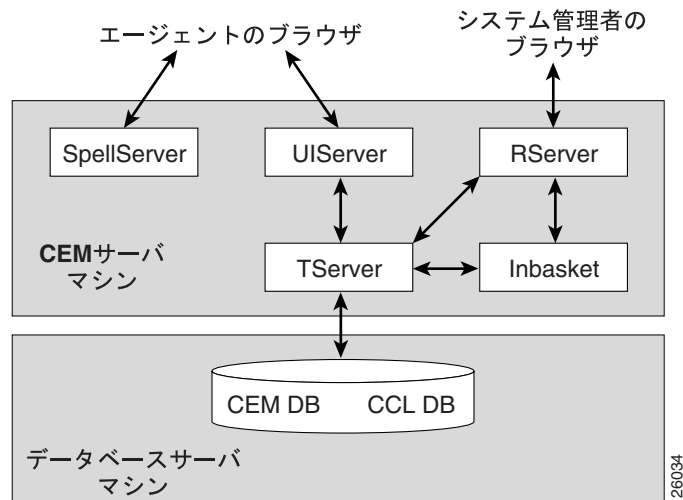 エージェントのブラウザ
システム管理者の
ブラウザ
SpellServer
UIServer
RServer
CEMサーバ
マシン
TServer
Inbasket
CEM DB
CCL DB
データベースサーバ
マシン
26034